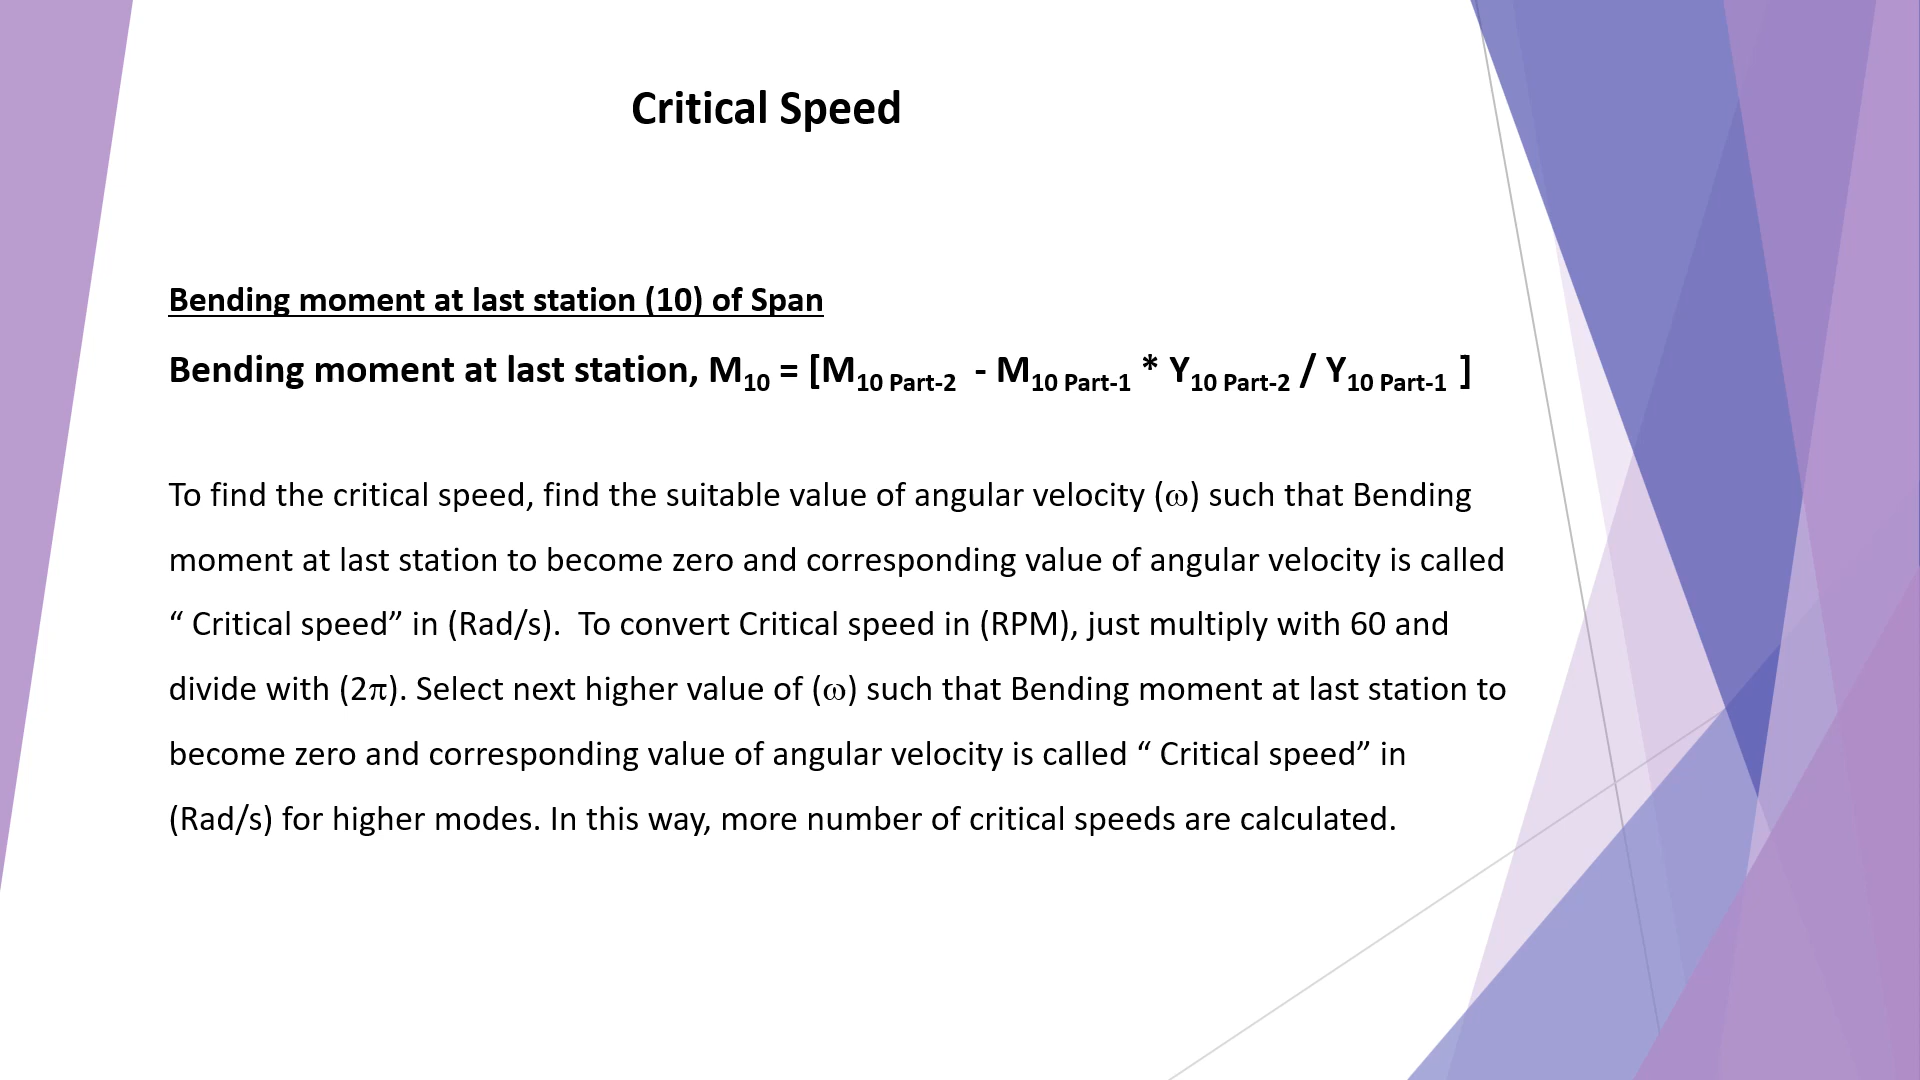 Critical Speed
Bending moment at last station (10) of Span
Bending moment at last station, M10 = [M10 Part-2 - M10 Part-1 * Y10 Part-2 / Y10 Part-1 ]
To find the critical speed, find the suitable value of angular velocity (ω) such that Bending
moment at last station to become zero and corresponding value of angular velocity is called
“ Critical speed” in (Rad/s).  To convert Critical speed in (RPM), just multiply with 60 and
divide with (2π). Select next higher value of (ω) such that Bending moment at last station to
become zero and corresponding value of angular velocity is called “ Critical speed” in
(Rad/s) for higher modes. In this way, more number of critical speeds are calculated.